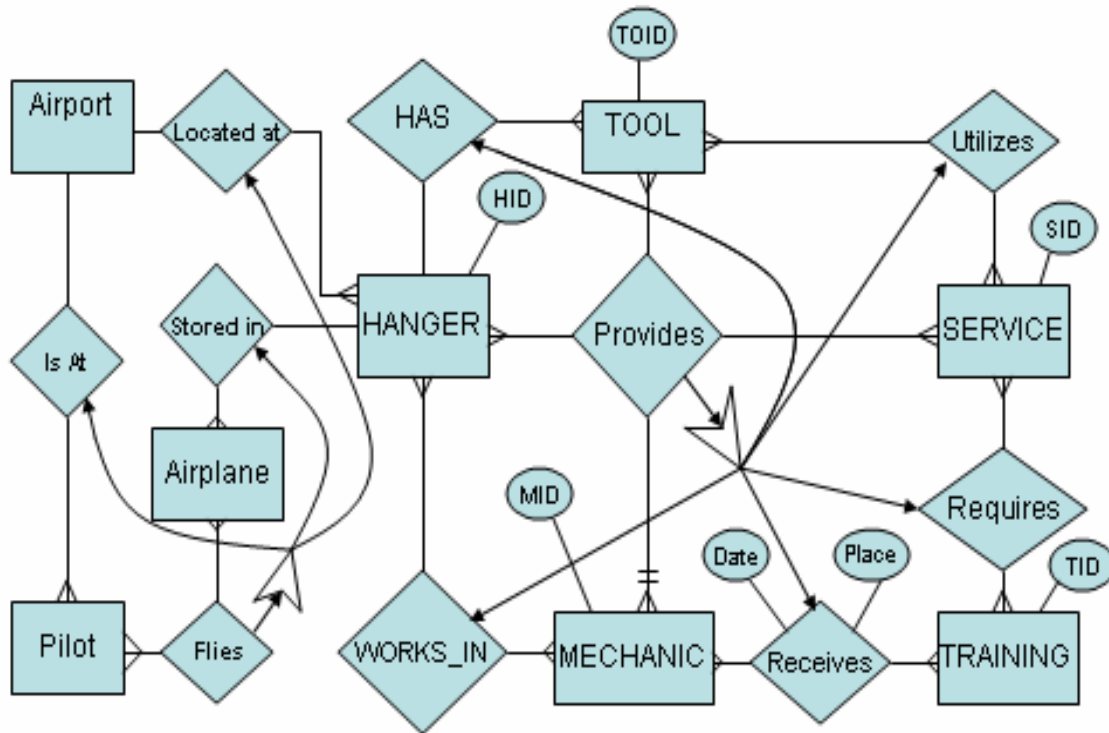 TOID
Airport
Located at
HAS
TOOL
Utilizes
HID
SID
Stored in
HANGER
Provides
SERVICE
Is At
Airplane
MID
Requires
Date
Place
TID
Pilot
Flies
WORKS_IN
MECHANIC
Receives
TRAINING